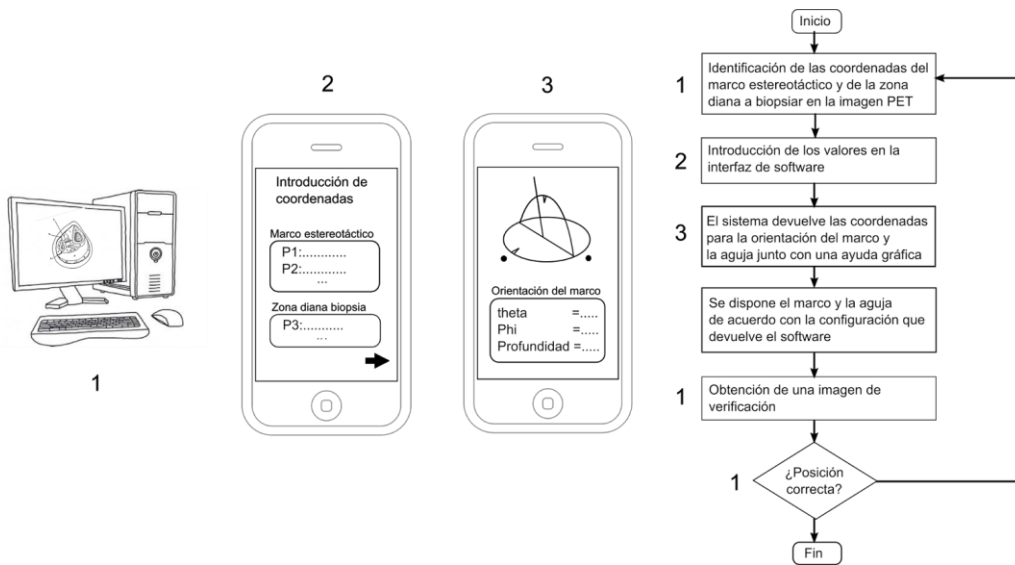 1
2
Introducción de
coordenadas
Marco estereotáctico
P1:............
P2:............
...
Zona diana biopsia
P3:...........
...
3
Orientación del marco
theta =.....
Phi =.....
Profundidad =.....
Inicio
1
Identificación de las coordenadas del
marco estereotáctico y de la zona
diana a biopsiar en la imagen PET
2
Introducción de los valores en la
interfaz de software
3
El sistema devuelve las coordenadas
para la orientación del marco y
la aguja junto con una ayuda gráfica
Se dispone el marco y la aguja
de acuerdo con la configuración que
devuelve el software
1
Obtención de una imagen de
verificación
1
¿Posición
correcta?
Fin